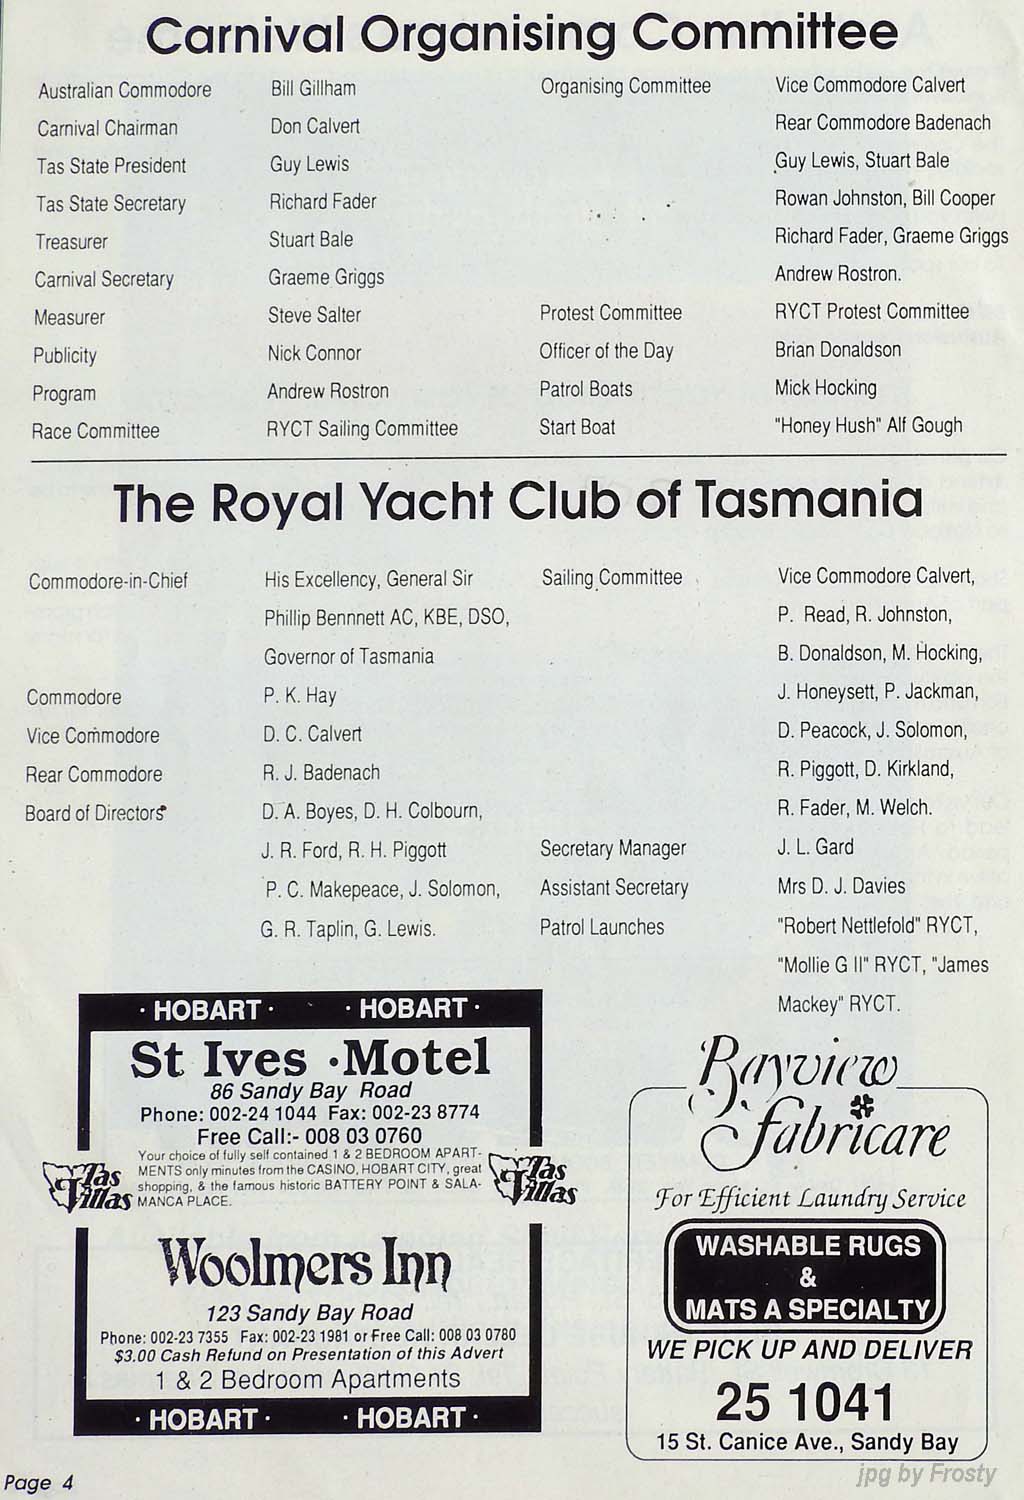 Carnival Organising Committee
Australian Commodore Bill Gillham
Carnival Chairman Don Calvert
Tas State President Guy Lewis
Tas State Secretary Richard Fader
Treasurer Stuart Bale
Carnival Secretary Graeme Griggs
Measurer Steve Salter
Publicity Nick Connor
Program Andrew Rostron
Race Committee RYCT Sailing Committee
Organising Committee Vice Commodore Calvert
Rear Commodore Badenach
Guy Lewis, Stuart Bale
Rowan Johnston, Bill Cooper
Richard Fader, Graeme Griggs
Andrew Rostron.
Protest Committee RYCT Protest Committee
Officer of the Day Brian Donaldson
Patrol Boats Mick Hocking
Start Boat "Honey Hush" Alf Gough
The Royal Yacht Club of Tasmania
Commodore-in-Chief His Excellency, General Sir
Phillip Bennnett AC, KBE, DSO,
Governor of Tasmania
Commodore P. K. Hay
Vice Commodore D. C. Calvert
Rear Commodore R. J. Badenach
Board of Directors D. A. Boyes, D. H. Colbourn,
J. R. Ford, R. H. Piggott
P. C. Makepeace, J. Solomon,
G. R. Taplin, G. Lewis.
Sailing Committee Vice Commodore Calvert,
P. Read, R. Johnston,
B. Donaldson, M. Hocking,
J. Honeysett, P. Jackman,
D. Peacock, J. Solomon,
R. Piggott, D. Kirkland,
R. Fader, M. Welch.
Secretary Manager J. L. Gard
Assistant Secretary Mrs D. J. Davies
Patrol Launches "Robert Nettlefold" RYCT,
"Mollie G II" RYCT, "James
Mackey" RYCT.
· HOBART · · HOBART ·
St Ives · Motel
86 Sandy Bay Road
Phone: 002-24 1044 Fax: 002-23 8774
Free Call:- 008 03 0760
Your choice of fully self contained 1 & 2 BEDROOM APART-
MENTS only minutes from the CASINO, HOBART CITY, great
shopping, & the famous historic BATTERY POINT & SALA-
MANCA PLACE.
Tas Villas
Tas Villas
Woolmers Inn
123 Sandy Bay Road
Phone: 002-23 7355 Fax: 002-23 1981 or Free Call: 008 03 0780
$3.00 Cash Refund on Presentation of this Advert
1 & 2 Bedroom Apartments
· HOBART · · HOBART ·
Bayview
fabricare
For Efficient Laundry Service
WASHABLE RUGS
&
MATS A SPECIALTY
WE PICK UP AND DELIVER
25 1041
15 St. Canice Ave., Sandy Bay
Page 4
jpg by Frosty